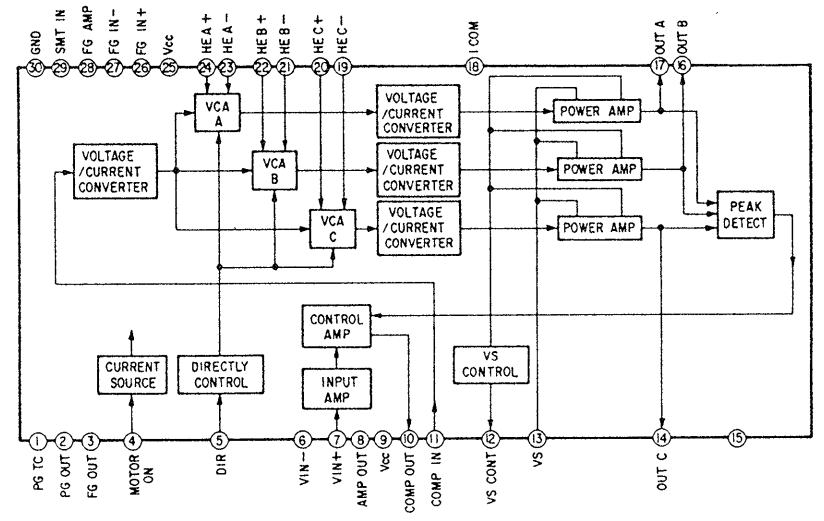 GND
SMT IN
FG AMP
FG IN-
FG IN+
Vcc
HEA+
HEA-
HEB+
HEB-
HEC+
HEC-
I COM
OUT A
OUT B
30 29 28 27 26 25 24 23 22 21 20 19 18 17 16
VCA
A
VOLTAGE
/CURRENT
CONVERTER
POWER AMP
VOLTAGE
/CURRENT
CONVERTER
VCA
B
VOLTAGE
/CURRENT
CONVERTER
POWER AMP
VCA
C
VOLTAGE
/CURRENT
CONVERTER
POWER AMP
PEAK
DETECT
CONTROL
AMP
CURRENT
SOURCE
DIRECTLY
CONTROL
INPUT
AMP
VS
CONTROL
1 2 3 4 5 6 7 8 9 10 11 12 13 14 15
PG TC
PG OUT
FG OUT
MOTOR
ON
DIR
VIN-
VIN+
AMP OUT
Vcc
COMP OUT
COMP IN
VS CONT
VS
OUT C